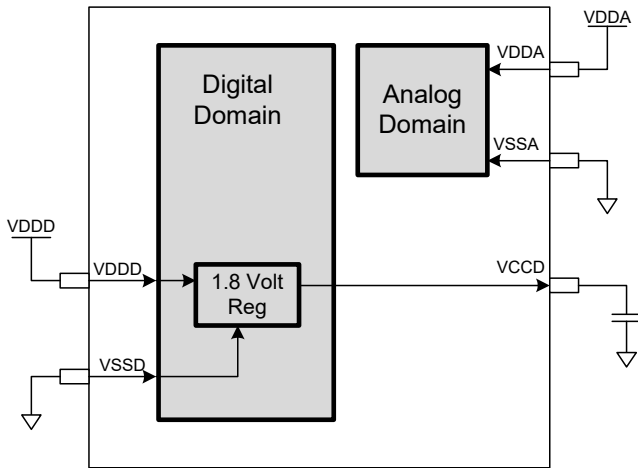 VDDA
VDDA
Digital
Domain
Analog
Domain
VSSA
VDDD
VDDD
VCCD
1.8 Volt
Reg
VSSD